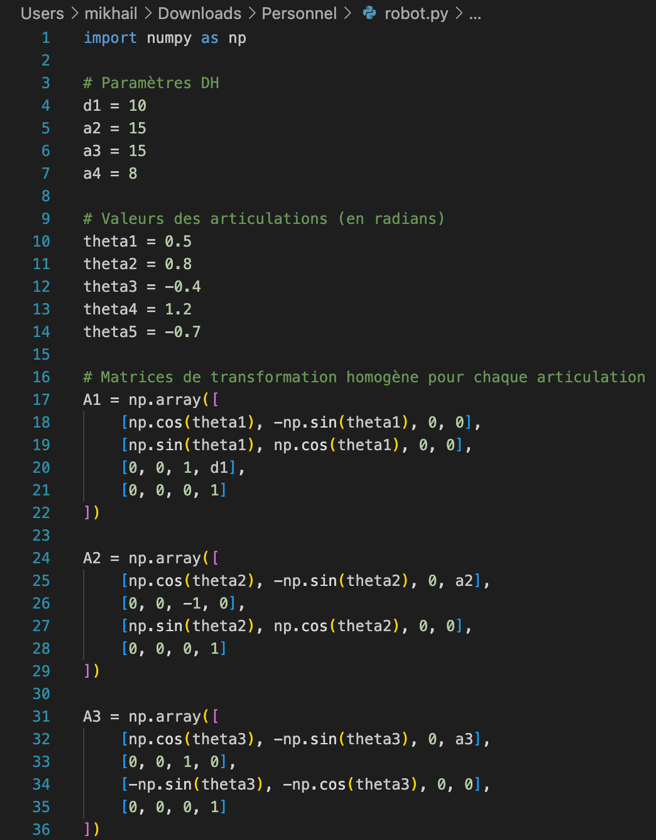 Users > mikhail > Downloads > Personnel > robot.py > ...
1 import numpy as np
2
3 # Paramètres DH
4 d1 = 10
5 a2 = 15
6 a3 = 15
7 a4 = 8
8
9 # Valeurs des articulations (en radians)
10 theta1 = 0.5
11 theta2 = 0.8
12 theta3 = -0.4
13 theta4 = 1.2
14 theta5 = -0.7
15
16 # Matrices de transformation homogène pour chaque articulation
17 A1 = np.array([
18     [np.cos(theta1), -np.sin(theta1), 0, 0],
19     [np.sin(theta1), np.cos(theta1), 0, 0],
20     [0, 0, 1, d1],
21     [0, 0, 0, 1]
22 ])
23
24 A2 = np.array([
25     [np.cos(theta2), -np.sin(theta2), 0, a2],
26     [0, 0, -1, 0],
27     [np.sin(theta2), np.cos(theta2), 0, 0],
28     [0, 0, 0, 1]
29 ])
30
31 A3 = np.array([
32     [np.cos(theta3), -np.sin(theta3), 0, a3],
33     [0, 0, 1, 0],
34     [-np.sin(theta3), -np.cos(theta3), 0, 0],
35     [0, 0, 0, 1]
36 ])